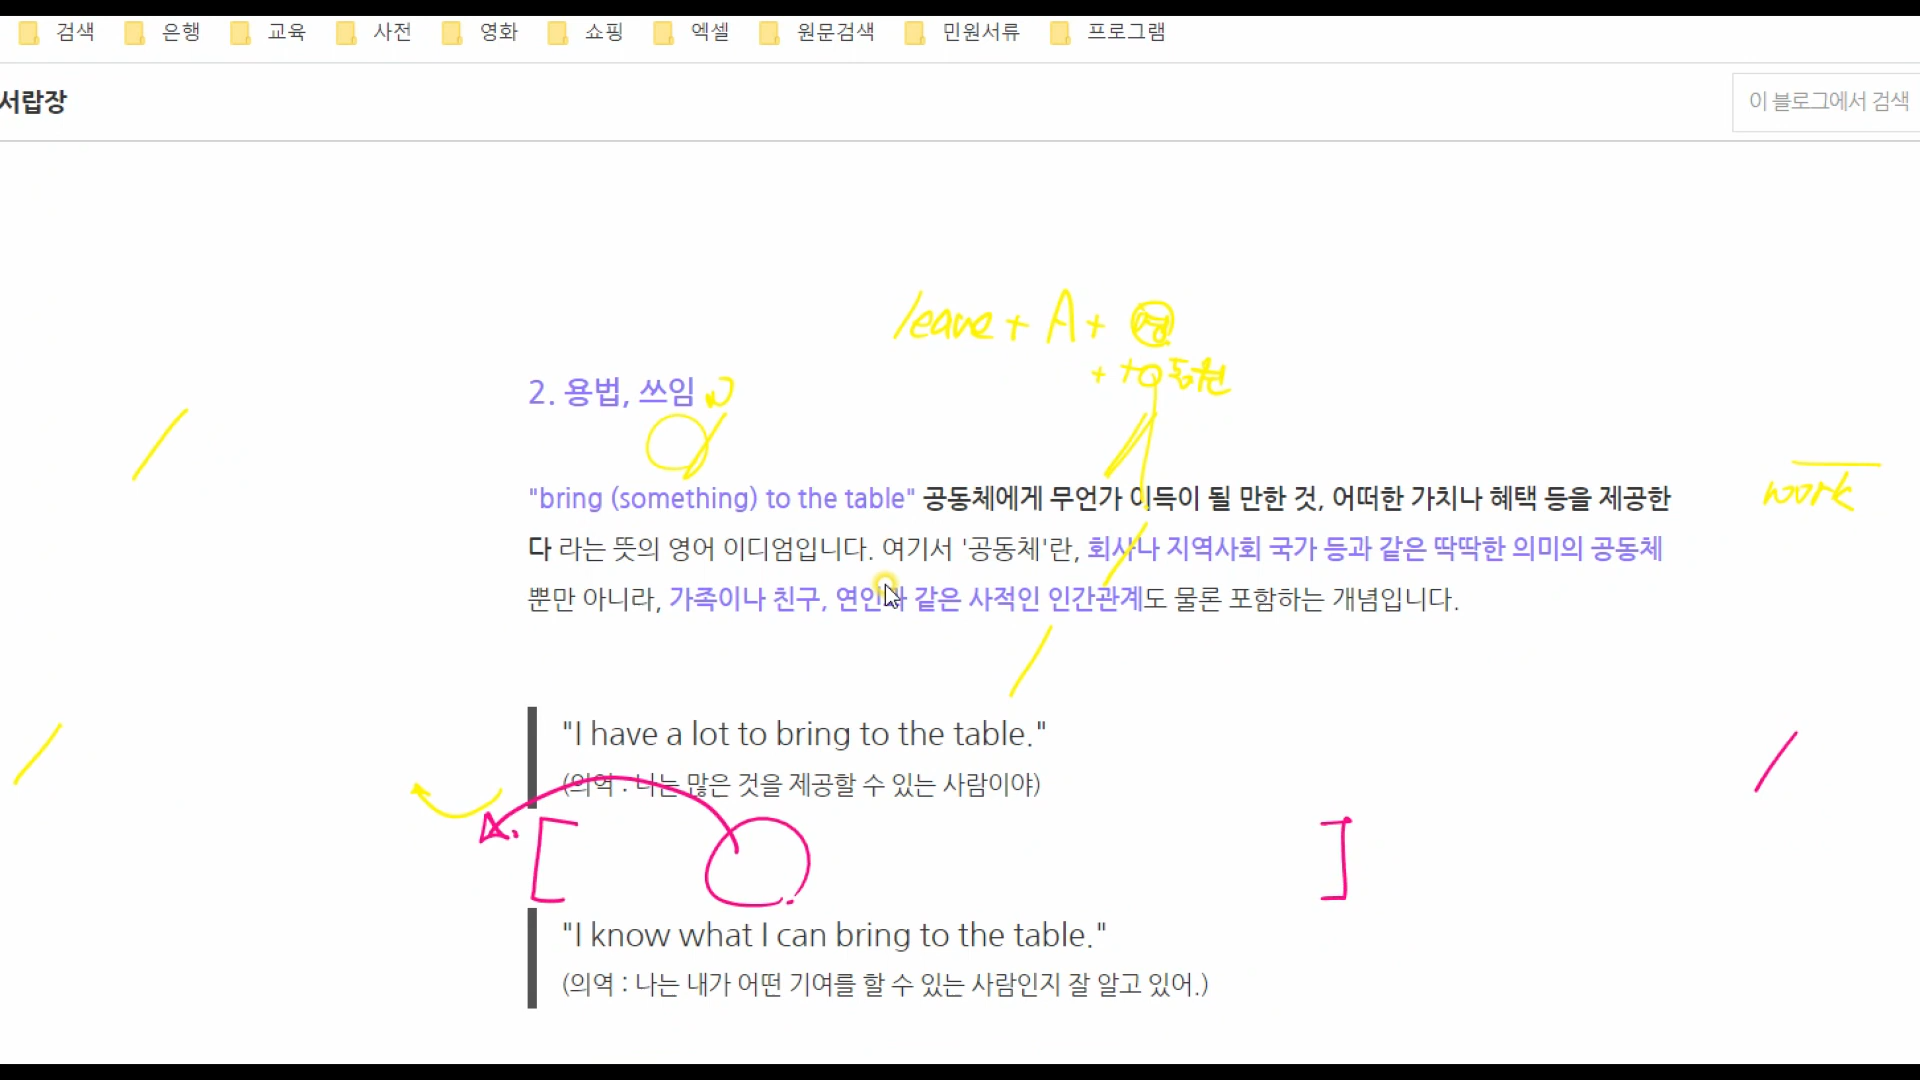 검색 은행 교육 사전 영화 쇼핑 엑셀 원문검색 민원서류 프로그램
서랍장
이 블로그에서 검색
leave + A + 형
+ to 동원
2. 용법, 쓰임
"bring (something) to the table" 공동체에게 무언가 이득이 될 만한 것, 어떠한 가치나 혜택 등을 제공한
work
다 라는 뜻의 영어 이디엄입니다. 여기서 '공동체'란, 회사나 지역사회 국가 등과 같은 딱딱한 의미의 공동체
뿐만 아니라, 가족이나 친구, 연인과 같은 사적인 인간관계도 물론 포함하는 개념입니다.
"I have a lot to bring to the table."
(의역 : 나는 많은 것을 제공할 수 있는 사람이야)
"I know what I can bring to the table."
(의역 : 나는 내가 어떤 기여를 할 수 있는 사람인지 잘 알고 있어.)